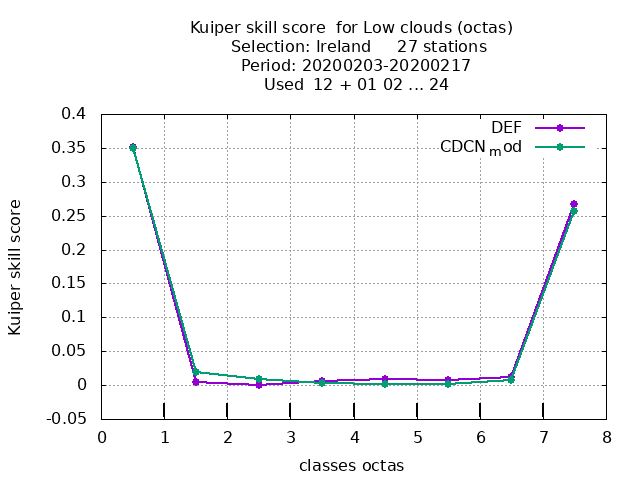 Kuiper skill score  for Low clouds (octas)
Selection: Ireland     27 stations
Period: 20200203-20200217
Used  12 + 01 02 ... 24
DEF
CDCN_mod
0.4
0.35
0.3
0.25
0.2
0.15
0.1
0.05
0
-0.05
Kuiper skill score
0 1 2 3 4 5 6 7 8
classes octas